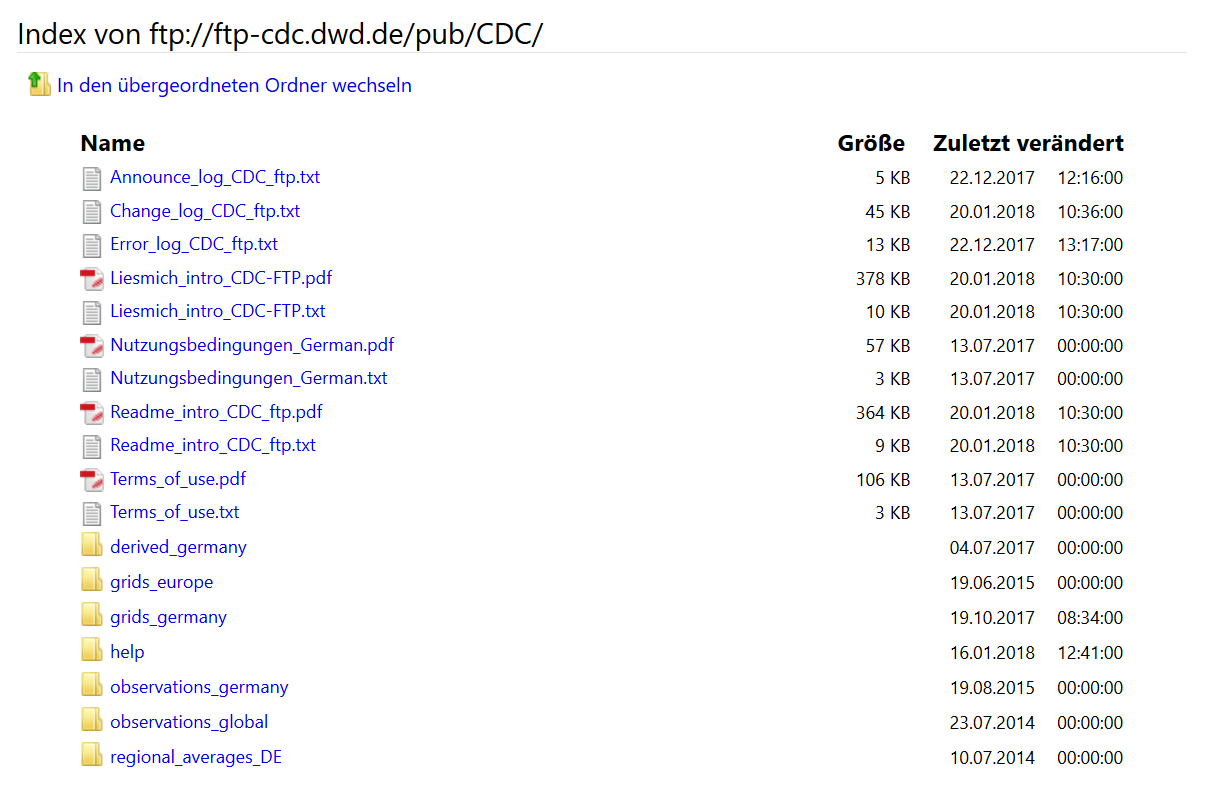 Index von ftp://ftp-cdc.dwd.de/pub/CDC/
In den übergeordneten Ordner wechseln
Name Größe Zuletzt verändert
Announce_log_CDC_ftp.txt 5 KB 22.12.2017 12:16:00
Change_log_CDC_ftp.txt 45 KB 20.01.2018 10:36:00
Error_log_CDC_ftp.txt 13 KB 22.12.2017 13:17:00
Liesmich_intro_CDC-FTP.pdf 378 KB 20.01.2018 10:30:00
Liesmich_intro_CDC-FTP.txt 10 KB 20.01.2018 10:30:00
Nutzungsbedingungen_German.pdf 57 KB 13.07.2017 00:00:00
Nutzungsbedingungen_German.txt 3 KB 13.07.2017 00:00:00
Readme_intro_CDC_ftp.pdf 364 KB 20.01.2018 10:30:00
Readme_intro_CDC_ftp.txt 9 KB 20.01.2018 10:30:00
Terms_of_use.pdf 106 KB 13.07.2017 00:00:00
Terms_of_use.txt 3 KB 13.07.2017 00:00:00
derived_germany 04.07.2017 00:00:00
grids_europe 19.06.2015 00:00:00
grids_germany 19.10.2017 08:34:00
help 16.01.2018 12:41:00
observations_germany 19.08.2015 00:00:00
observations_global 23.07.2014 00:00:00
regional_averages_DE 10.07.2014 00:00:00